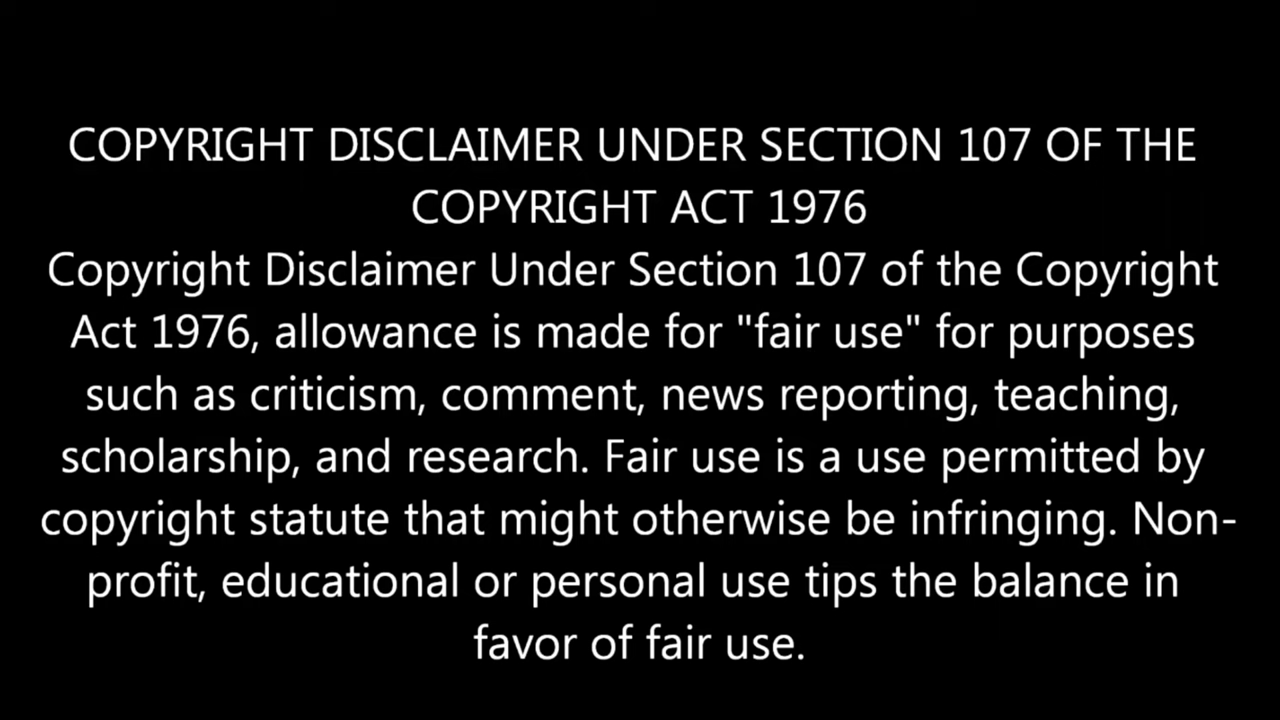 COPYRIGHT DISCLAIMER UNDER SECTION 107 OF THE
COPYRIGHT ACT 1976
Copyright Disclaimer Under Section 107 of the Copyright
Act 1976, allowance is made for "fair use" for purposes
such as criticism, comment, news reporting, teaching,
scholarship, and research. Fair use is a use permitted by
copyright statute that might otherwise be infringing. Non-
profit, educational or personal use tips the balance in
favor of fair use.